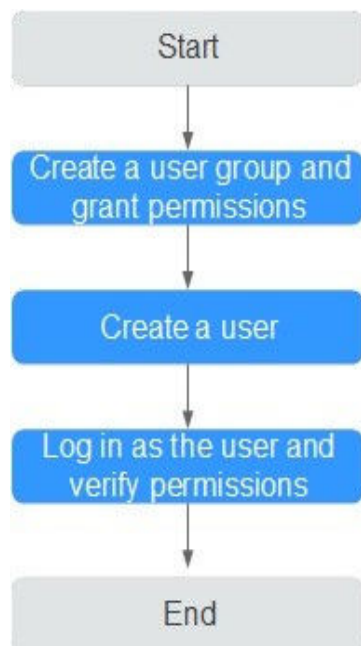 Start
Create a user group and
grant permissions
Create a user
Log in as the user and
verify permissions
End